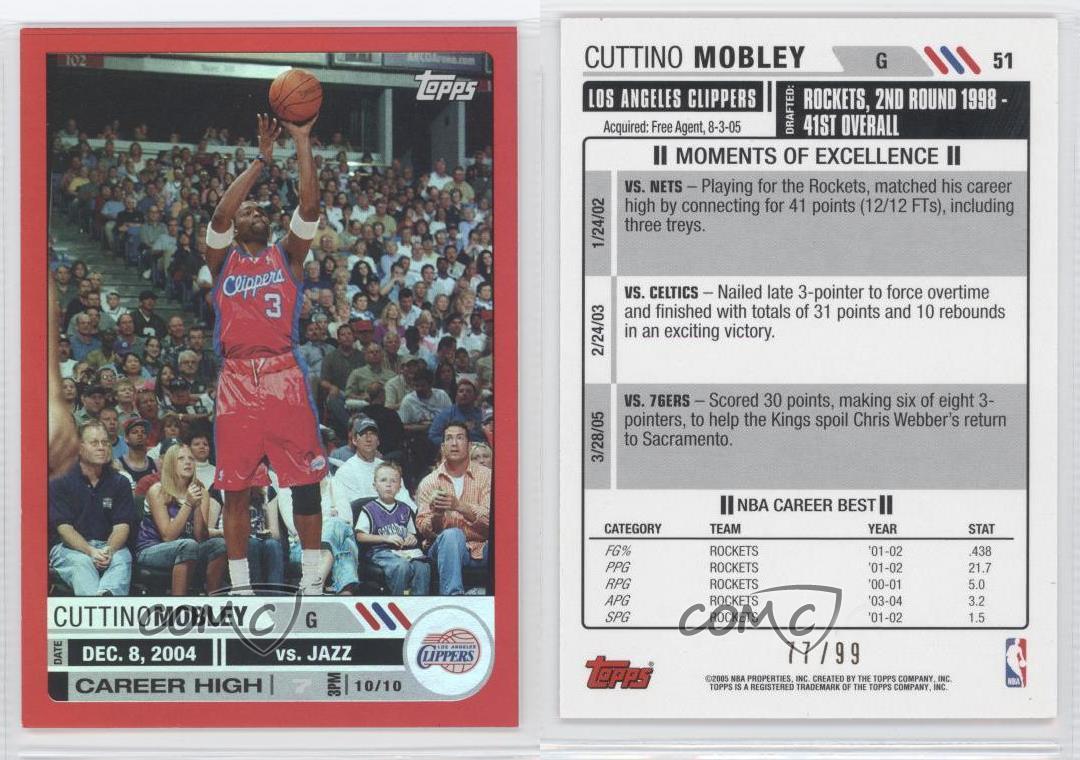 102
Topps
Clippers
3
CUTTINO MOBLEY G
DATE DEC. 8, 2004 vs. JAZZ
CAREER HIGH 7 3PM 10/10
LOS ANGELES CLIPPERS
COMC
CUTTINO MOBLEY G 51
LOS ANGELES CLIPPERS
Acquired: Free Agent, 8-3-05
DRAFTED: ROCKETS, 2ND ROUND 1998 -
41ST OVERALL
MOMENTS OF EXCELLENCE
1/24/02
VS. NETS – Playing for the Rockets, matched his career
high by connecting for 41 points (12/12 FTs), including
three treys.
2/24/03
VS. CELTICS – Nailed late 3-pointer to force overtime
and finished with totals of 31 points and 10 rebounds
in an exciting victory.
3/28/05
VS. 76ERS – Scored 30 points, making six of eight 3-
pointers, to help the Kings spoil Chris Webber's return
to Sacramento.
NBA CAREER BEST
CATEGORY TEAM YEAR STAT
FG% ROCKETS '01-02 .438
PPG ROCKETS '01-02 21.7
RPG ROCKETS '00-01 5.0
APG ROCKETS '03-04 3.2
SPG ROCKETS '01-02 1.5
COMC
77/99
Topps
NBA
©2005 NBA PROPERTIES, INC. CREATED BY THE TOPPS COMPANY, INC.
TOPPS IS A REGISTERED TRADEMARK OF THE TOPPS COMPANY, INC.